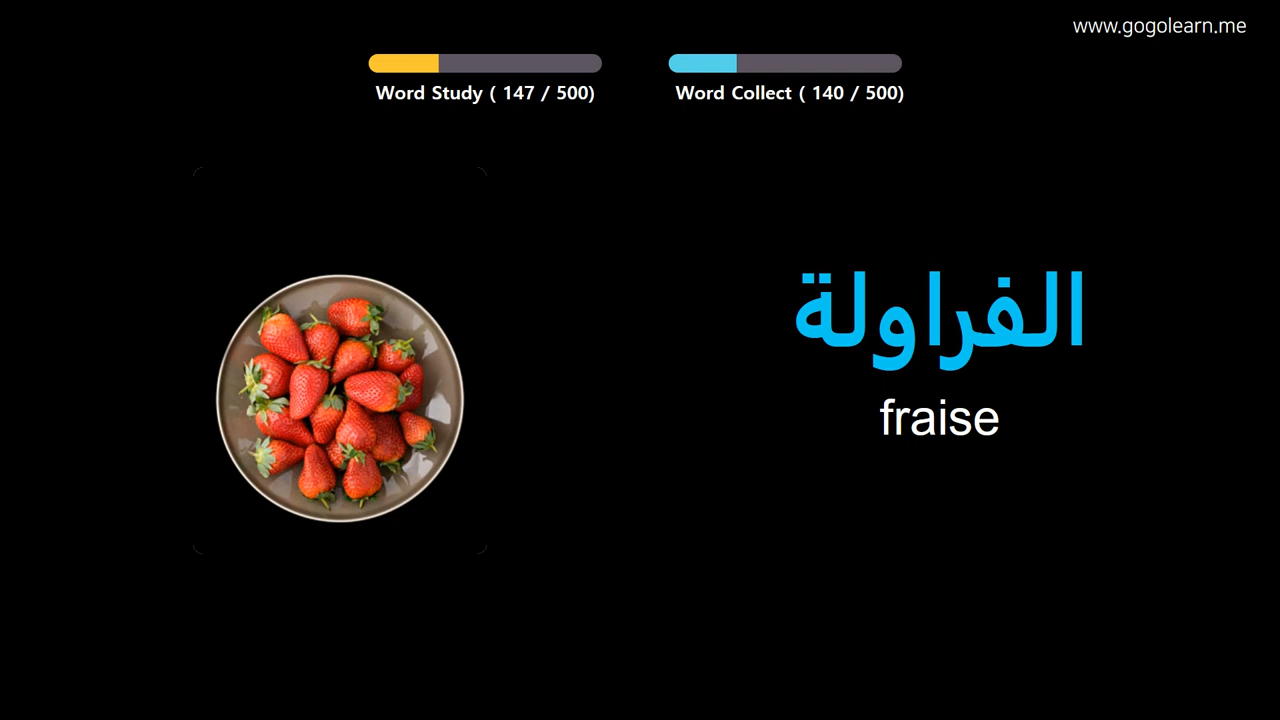 www.gogolearn.me
Word Study ( 147 / 500)
Word Collect ( 140 / 500)
الفراولة
fraise